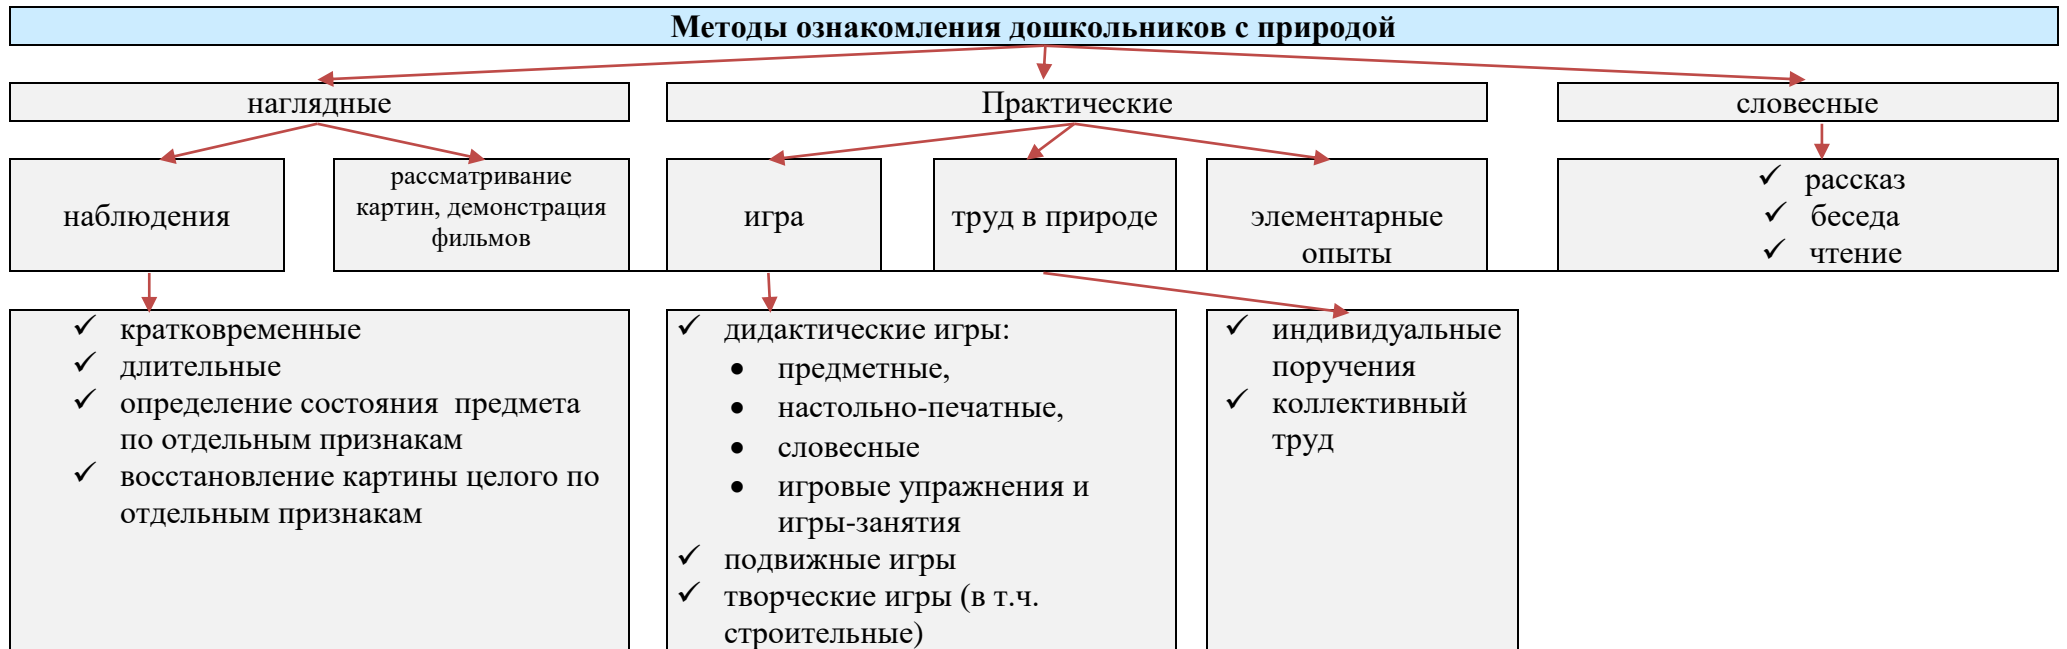 Методы ознакомления дошкольников с природой
наглядные
Практические
словесные
наблюдения
рассматривание
картин, демонстрация
фильмов
игра
труд в природе
элементарные
опыты
✓ рассказ
✓ беседа
✓ чтение
✓ кратковременные
✓ длительные
✓ определение состояния предмета
по отдельным признакам
✓ восстановление картины целого по
отдельным признакам
✓ дидактические игры:
• предметные,
• настольно-печатные,
• словесные
• игровые упражнения и
игры-занятия
✓ подвижные игры
✓ творческие игры (в т.ч.
строительные)
✓ индивидуальные
поручения
✓ коллективный
труд